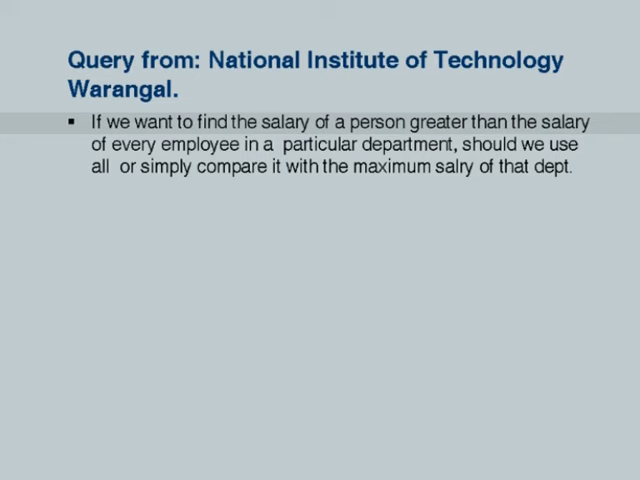 Query from: National Institute of Technology
Warangal.
▪ If we want to find the salary of a person greater than the salary
of every employee in a particular department, should we use
all or simply compare it with the maximum salry of that dept.